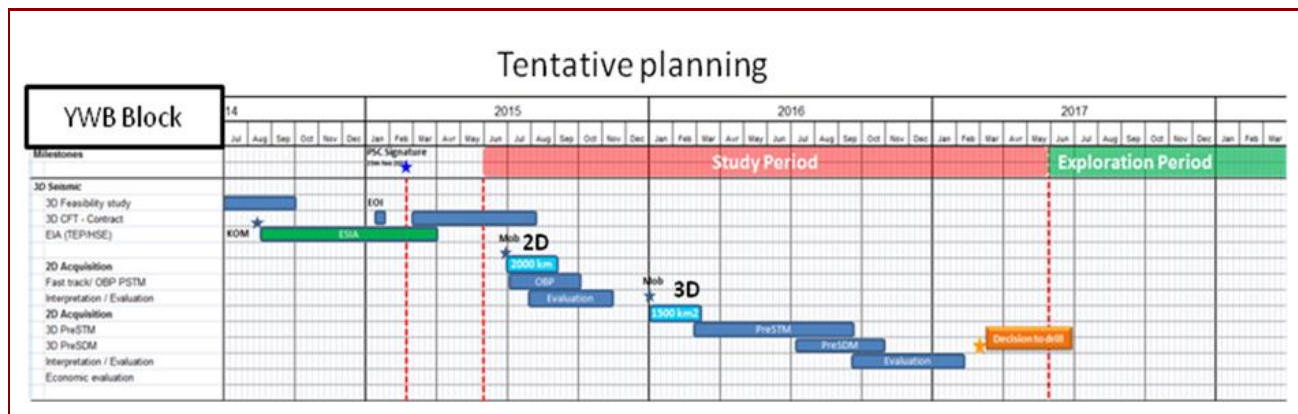 Tentative planning
YWB Block
14 2015 2016 2017
Jul Aug Sep Oct Nov Dec Jan Feb Mar Avr May Jun Jul Aug Sep Oct Nov Dec Jan Feb Mar Avr May Jun Jul Aug Sep Oct Nov Dec Jan Feb Mar Avr May Jun Jul Aug Sep Oct Nov Dec Jan Feb Mar
Milestones PSC Signature Study Period Exploration Period
3D Seismic
3D Feasibility study EOI
3D CFT - Contract
EIA (TEP/HSE) KOM ESIA
Mob 2D
2D Acquisition 2000 km
Fast track/ OBP PSTM OBP Mob
Interpretation / Evaluation Evaluation 3D
2D Acquisition 1500 km2
3D PreSTM PreSTM
3D PreSDM PreSDM Decision to drill
Interpretation / Evaluation Evaluation
Economic evaluation